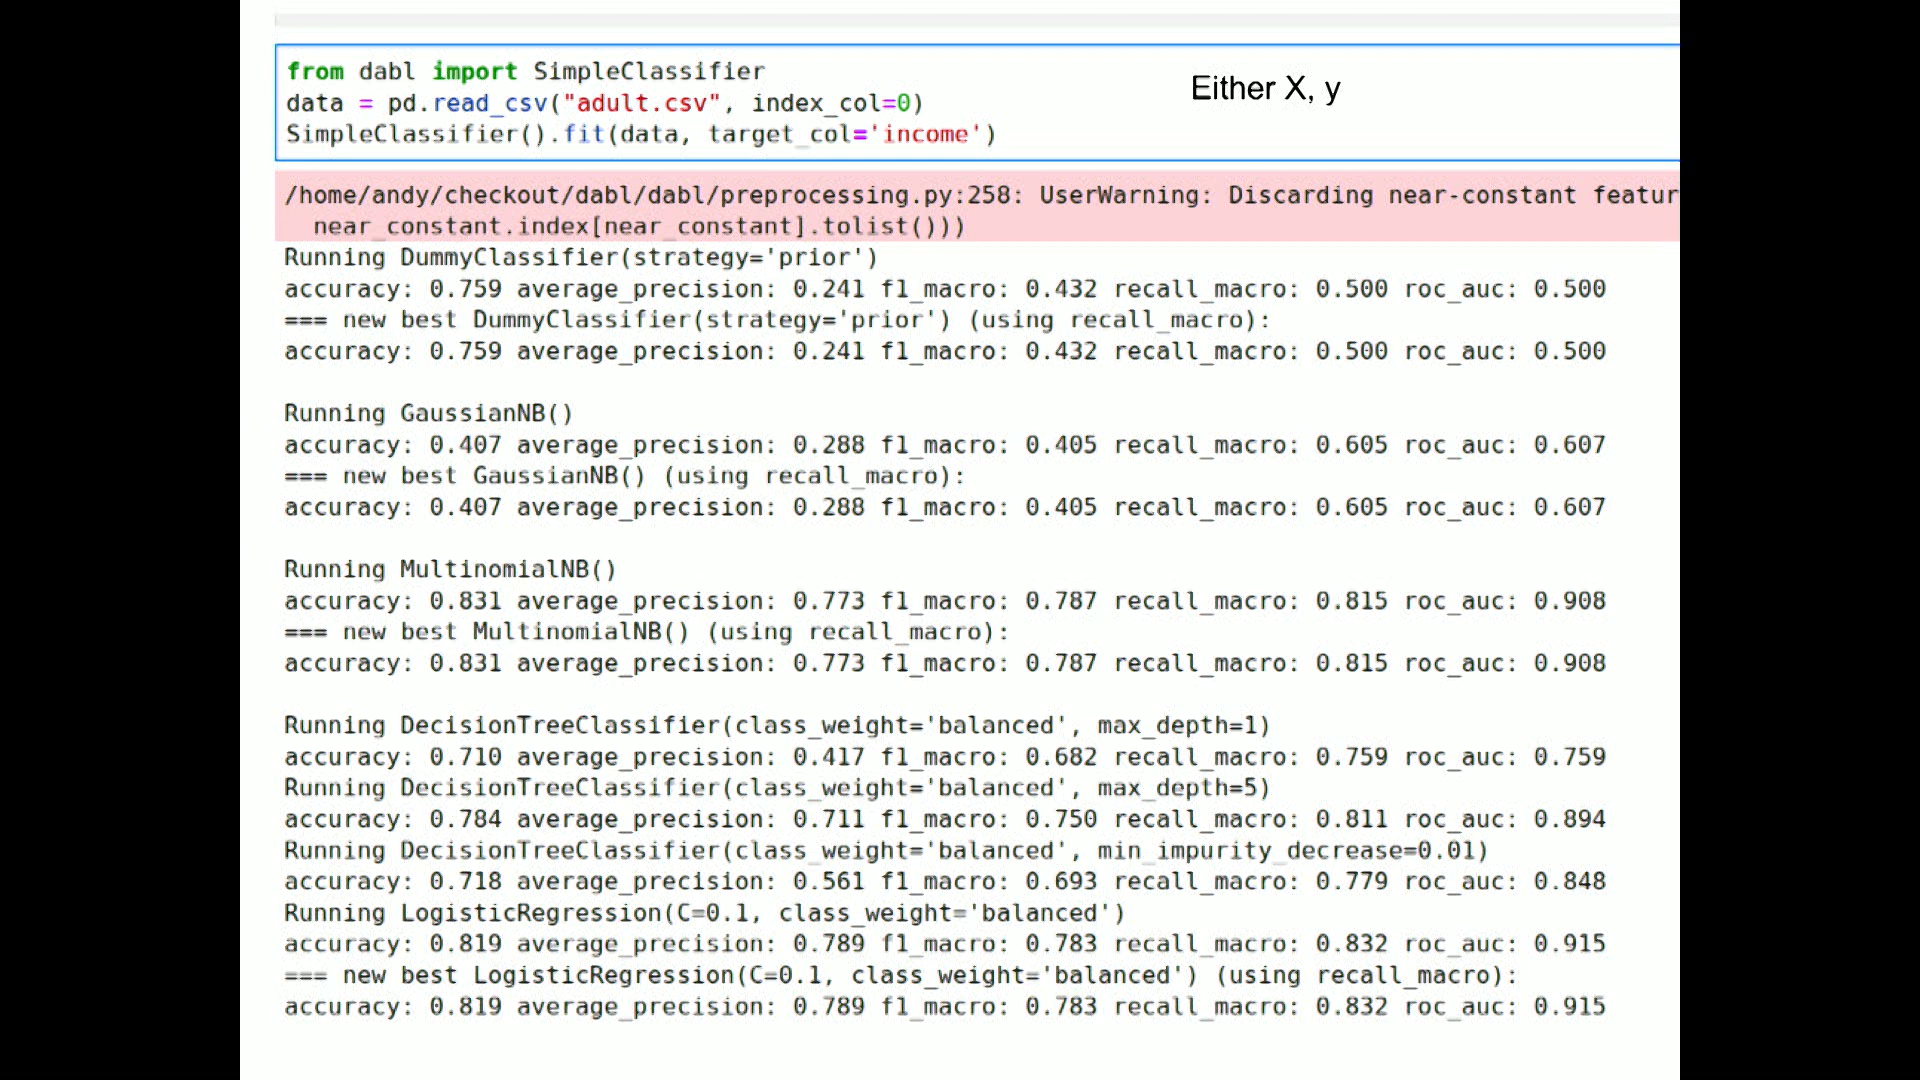 from dabl import SimpleClassifier
data = pd.read_csv("adult.csv", index_col=0)
SimpleClassifier().fit(data, target_col='income')
Either X, y
/home/andy/checkout/dabl/dabl/preprocessing.py:258: UserWarning: Discarding near-constant featur
near_constant.index[near_constant].tolist()))
Running DummyClassifier(strategy='prior')
accuracy: 0.759 average_precision: 0.241 f1_macro: 0.432 recall_macro: 0.500 roc_auc: 0.500
=== new best DummyClassifier(strategy='prior') (using recall_macro):
accuracy: 0.759 average_precision: 0.241 f1_macro: 0.432 recall_macro: 0.500 roc_auc: 0.500
Running GaussianNB()
accuracy: 0.407 average_precision: 0.288 f1_macro: 0.405 recall_macro: 0.605 roc_auc: 0.607
=== new best GaussianNB() (using recall_macro):
accuracy: 0.407 average_precision: 0.288 f1_macro: 0.405 recall_macro: 0.605 roc_auc: 0.607
Running MultinomialNB()
accuracy: 0.831 average_precision: 0.773 f1_macro: 0.787 recall_macro: 0.815 roc_auc: 0.908
=== new best MultinomialNB() (using recall_macro):
accuracy: 0.831 average_precision: 0.773 f1_macro: 0.787 recall_macro: 0.815 roc_auc: 0.908
Running DecisionTreeClassifier(class_weight='balanced', max_depth=1)
accuracy: 0.710 average_precision: 0.417 f1_macro: 0.682 recall_macro: 0.759 roc_auc: 0.759
Running DecisionTreeClassifier(class_weight='balanced', max_depth=5)
accuracy: 0.784 average_precision: 0.711 f1_macro: 0.750 recall_macro: 0.811 roc_auc: 0.894
Running DecisionTreeClassifier(class_weight='balanced', min_impurity_decrease=0.01)
accuracy: 0.718 average_precision: 0.561 f1_macro: 0.693 recall_macro: 0.779 roc_auc: 0.848
Running LogisticRegression(C=0.1, class_weight='balanced')
accuracy: 0.819 average_precision: 0.789 f1_macro: 0.783 recall_macro: 0.832 roc_auc: 0.915
=== new best LogisticRegression(C=0.1, class_weight='balanced') (using recall_macro):
accuracy: 0.819 average_precision: 0.789 f1_macro: 0.783 recall_macro: 0.832 roc_auc: 0.915